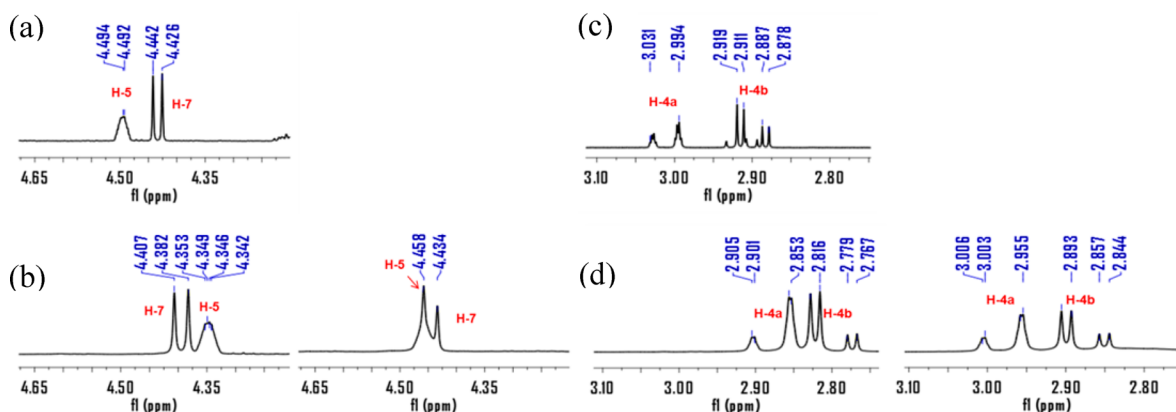 (a)
4.494
4.492
4.442
4.426
H-5
H-7
4.65 4.50 4.35
f1 (ppm)
(c)
3.031
2.994
2.919
2.911
2.887
2.878
H-4a
H-4b
3.10 3.00 2.90 2.80
f1 (ppm)
(b)
4.407
4.382
4.353
4.349
4.346
4.342
H-7
H-5
4.65 4.50 4.35
f1 (ppm)
4.458
4.434
H-5
H-7
4.65 4.50 4.35
f1 (ppm)
(d)
2.905
2.901
2.853
2.816
2.779
2.767
H-4a
H-4b
3.10 3.00 2.90 2.80
f1 (ppm)
3.006
3.003
2.955
2.893
2.857
2.844
H-4a
H-4b
3.10 3.00 2.90 2.80
f1 (ppm)